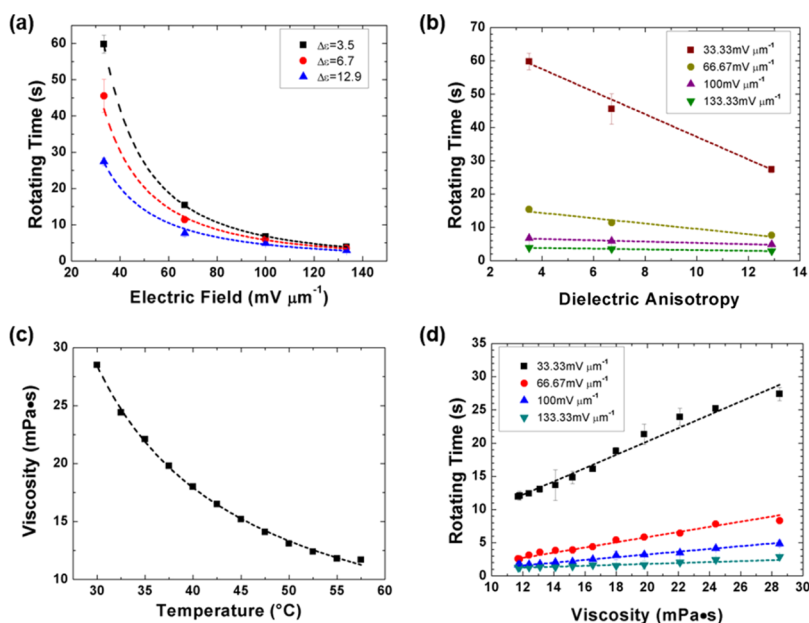 (a)
Rotating Time (s)
60
50
40
30
20
10
0
20 40 60 80 100 120 140
Electric Field (mV μm⁻¹)
Δε=3.5
Δε=6.7
Δε=12.9
(b)
Rotating Time (s)
70
60
50
40
30
20
10
0
2 4 6 8 10 12 14
Dielectric Anisotropy
33.33mV μm⁻¹
66.67mV μm⁻¹
100mV μm⁻¹
133.33mV μm⁻¹
(c)
Viscosity (mPa•s)
30
25
20
15
10
30 35 40 45 50 55 60
Temperature (°C)
(d)
Rotating Time (s)
35
30
25
20
15
10
5
0
10 12 14 16 18 20 22 24 26 28 30
Viscosity (mPa•s)
33.33mV μm⁻¹
66.67mV μm⁻¹
100mV μm⁻¹
133.33mV μm⁻¹